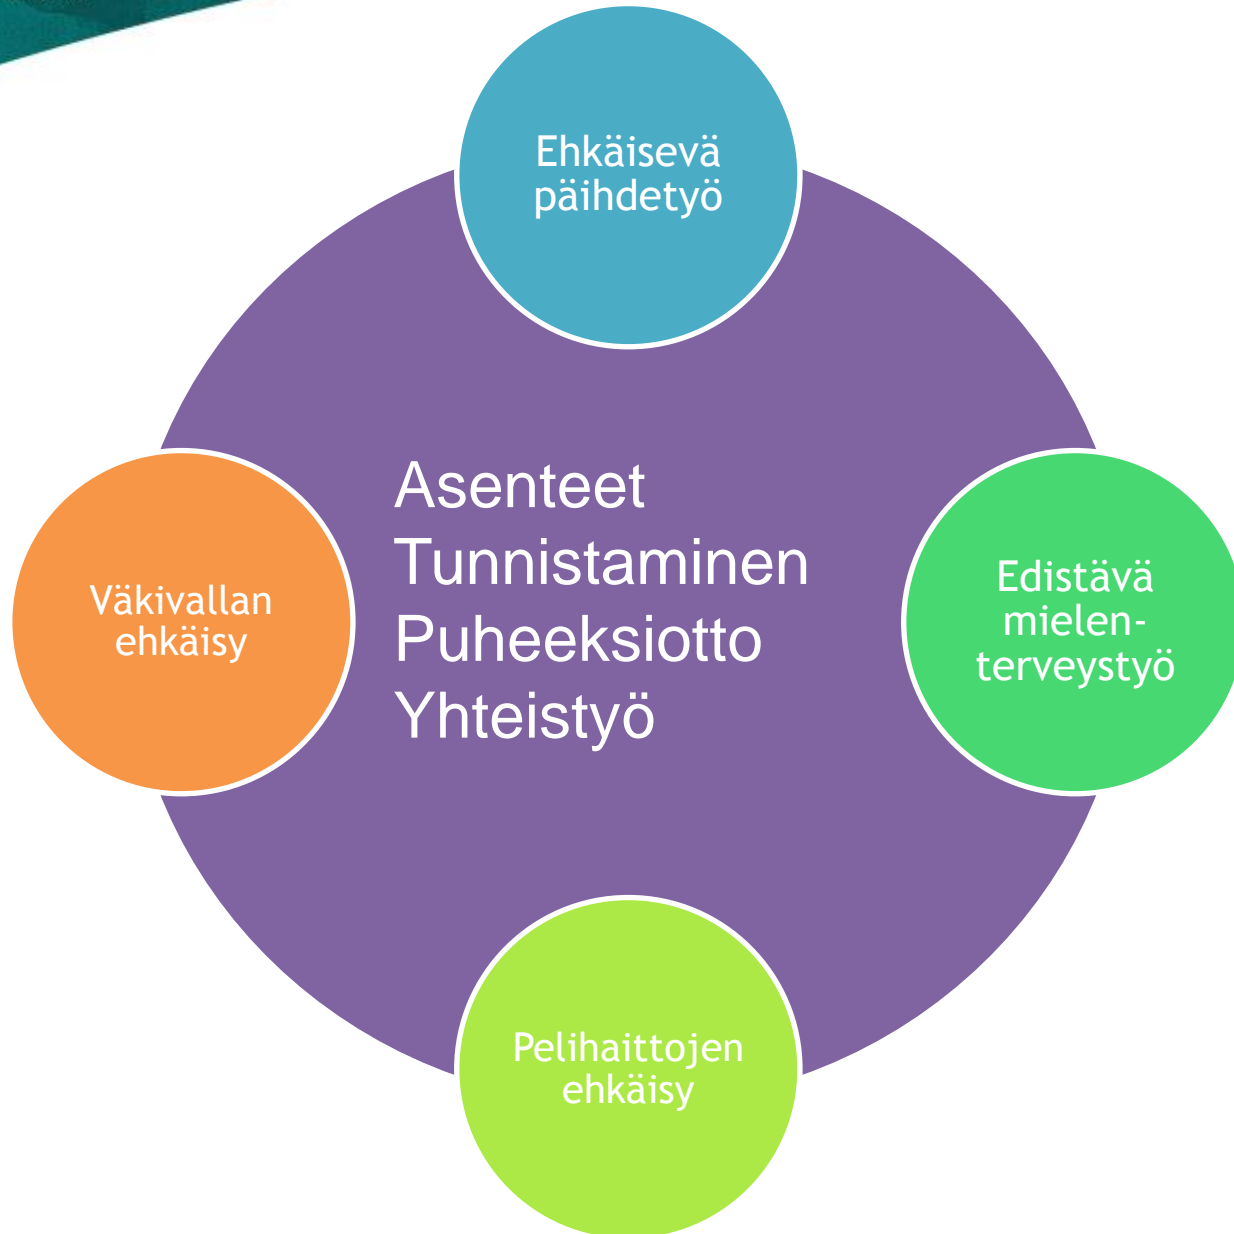 Ehkäisevä
päihdetyö
Asenteet
Tunnistaminen
Puheeksiotto
Yhteistyö
Väkivallan
ehkäisy
Edistävä
mielen-
terveystyö
Pelihaittojen
ehkäisy